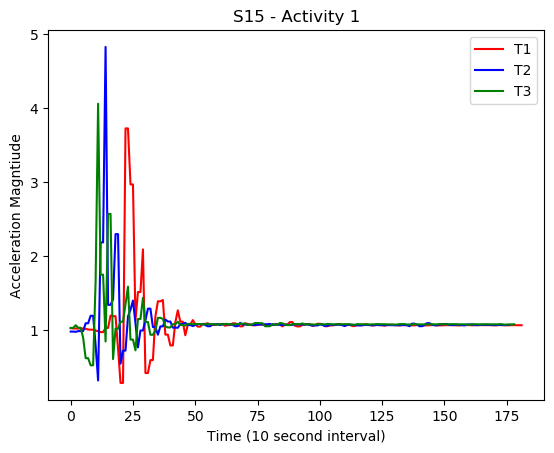 S15 - Activity 1
T1
T2
T3
Acceleration Magntiude
5
4
3
2
1
0 25 50 75 100 125 150 175
Time (10 second interval)